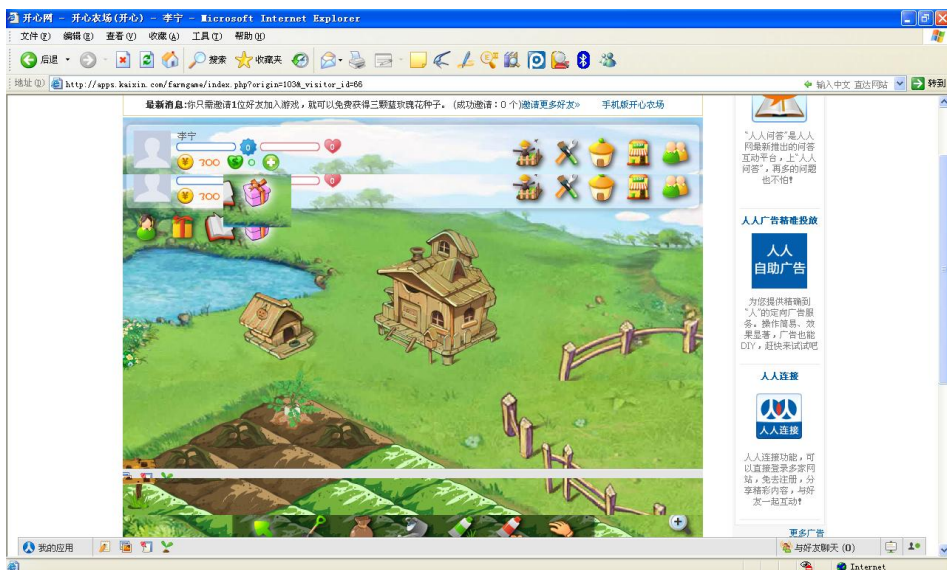 开心网 - 开心农场(开心) - 李宁 - Microsoft Internet Explorer
文件(F) 编辑(E) 查看(V) 收藏(A) 工具(T) 帮助(H)
后退 搜索 收藏夹
地址(D) http://apps.kaixin.com/farmgame/index.php?origin=103&_visitor_id=66 输入中文 直达网站 转到
最新消息:你只需邀请1位好友加入游戏，就可以免费获得三颗蓝玫瑰花种子。 (成功邀请：0 个)邀请更多好友» 手机版开心农场
李宁
0 0
700 0
0
700
“人人问答”是人人
网最新推出的问答
互动平台，上“人人
问答”，再多的问题
也不怕！
人人广告精准投放
人人
自助广告
为您提供精确到
“人”的定向广告服
务。操作简易、效
果显著，广告也能
DIY，赶快来试试吧
人人连接
人人连接
人人连接功能，可
以直接登录多家网
站，免去注册，分
享精彩内容，与好
友一起互动！
更多广告
我的应用 与好友聊天 (0) 1
Internet